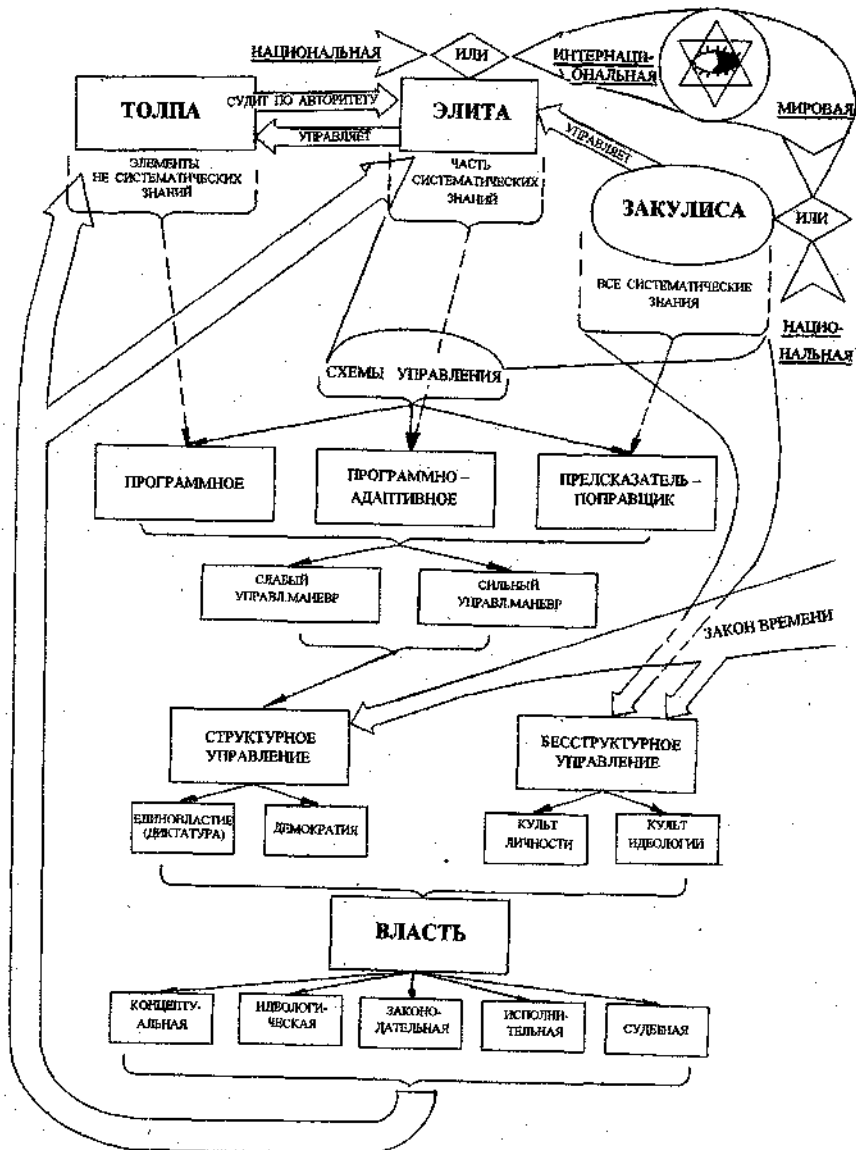 НАЦИОНАЛЬНАЯ
ИЛИ
ИНТЕРНАЦИ-
ОНАЛЬНАЯ
ТОЛПА
СУДИТ ПО АВТОРИТЕТУ
УПРАВЛЯЕТ
ЭЛИТА
МИРОВАЯ
УПРАВЛЯЕТ
ЭЛЕМЕНТЫ
НЕ СИСТЕМАТИЧЕСКИХ
ЗНАНИЙ
ЧАСТЬ
СИСТЕМАТИЧЕСКИХ
ЗНАНИЙ
ЗАКУЛИСА
ИЛИ
ВСЕ СИСТЕМАТИЧЕСКИЕ
ЗНАНИЯ
НАЦИО-
НАЛЬНАЯ
СХЕМЫ УПРАВЛЕНИЯ
ПРОГРАММНОЕ
ПРОГРАММНО –
АДАПТИВНОЕ
ПРЕДСКАЗАТЕЛЬ –
ПОПРАВЩИК
СЛАБЫЙ
УПРАВЛ.МАНЕВР
СИЛЬНЫЙ
УПРАВЛ.МАНЕВР
ЗАКОН ВРЕМЕНИ
СТРУКТУРНОЕ
УПРАВЛЕНИЕ
БЕССТРУКТУРНОЕ
УПРАВЛЕНИЕ
ЕДИНОВЛАСТИЕ
(ДИКТАТУРА)
ДЕМОКРАТИЯ
КУЛЬТ
ЛИЧНОСТИ
КУЛЬТ
ИДЕОЛОГИИ
ВЛАСТЬ
КОНЦЕПТУ-
АЛЬНАЯ
ИДЕОЛОГИ-
ЧЕСКАЯ
ЗАКОНО-
ДАТЕЛЬНАЯ
ИСПОЛНИ-
ТЕЛЬНАЯ
СУДЕБНАЯ